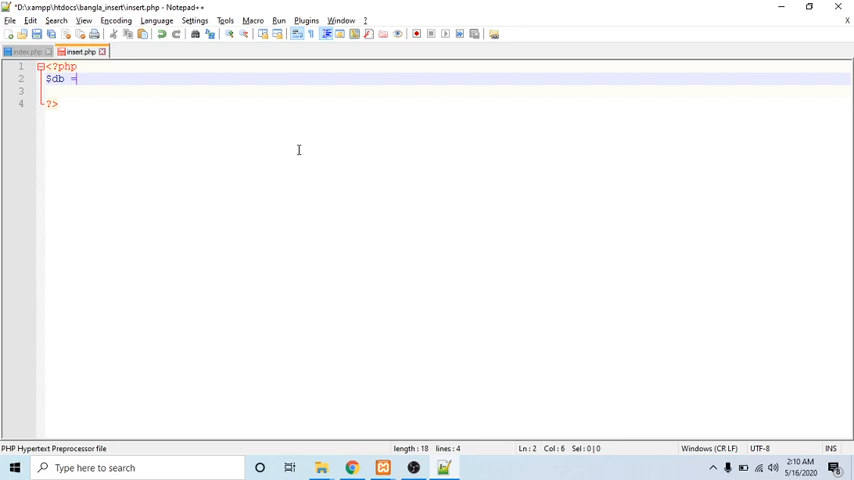 *D:\xampp\htdocs\bangla_insert\insert.php - Notepad++
File Edit Search View Encoding Language Settings Tools Macro Run Plugins Window ?
X
index.php insert.php
1 <?php
2 $db =
3
4 ?>
PHP Hypertext Preprocessor file length : 18 lines : 4 Ln : 2 Col : 6 Sel : 0 | 0 Windows (CR LF) UTF-8 INS
Type here to search
2:10 AM
5/16/2020
8